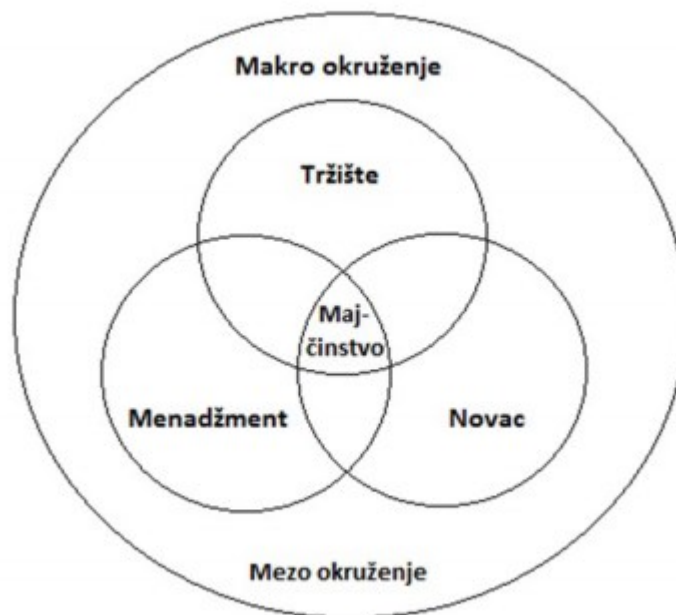 Makro okruženje
Tržište
Maj-
činstvo
Menadžment
Novac
Mezo okruženje